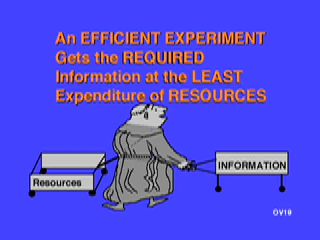 An EFFICIENT EXPERIMENT
Gets the REQUIRED
Information at the LEAST
Expenditure of RESOURCES
INFORMATION
Resources
OV19